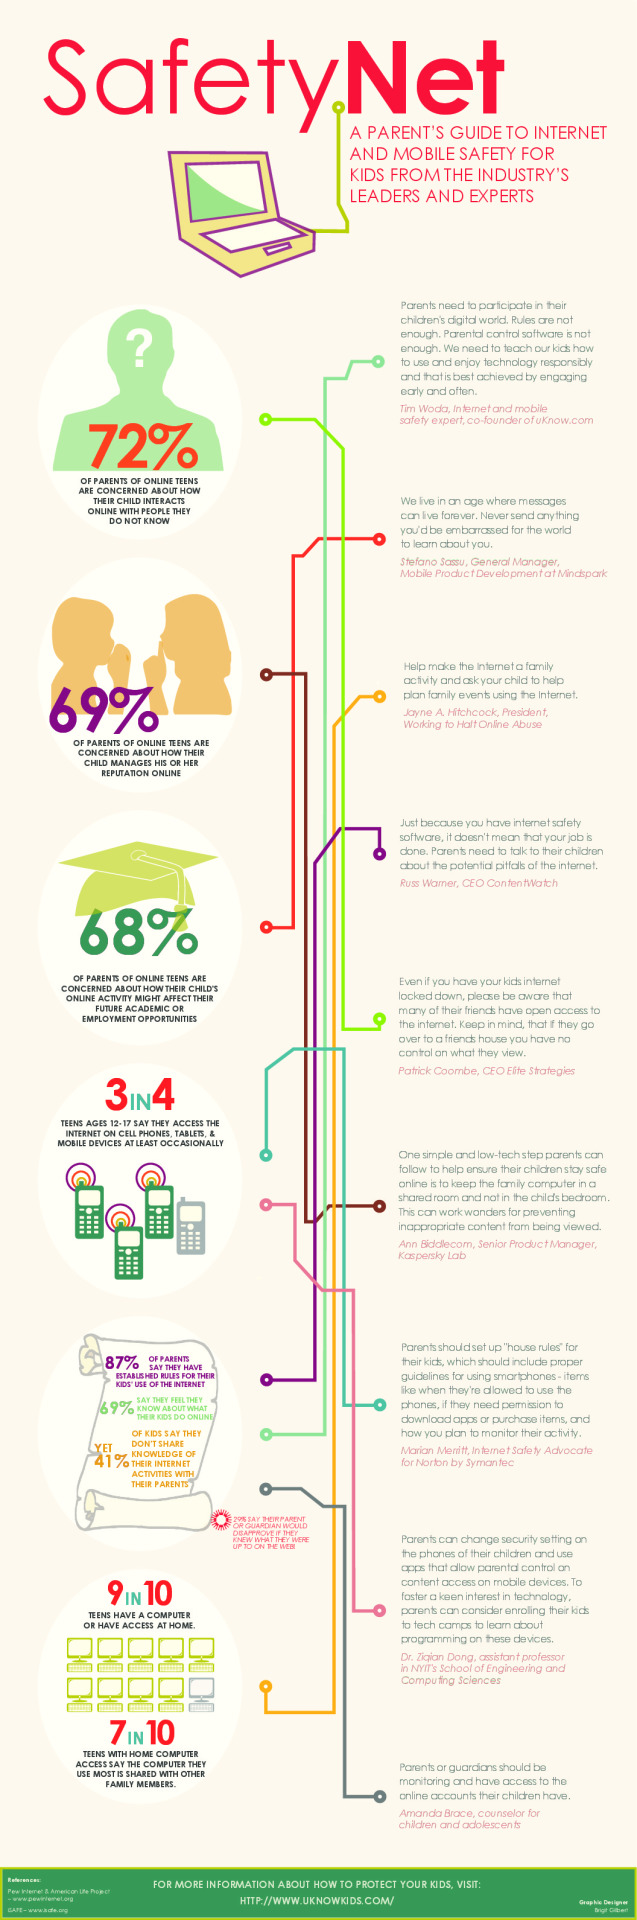 SafetyNet
A PARENT'S GUIDE TO INTERNET
AND MOBILE SAFETY FOR
KIDS FROM THE INDUSTRY'S
LEADERS AND EXPERTS
?
72%
OF PARENTS OF ONLINE TEENS
ARE CONCERNED ABOUT HOW
THEIR CHILD INTERACTS
ONLINE WITH PEOPLE THEY
DO NOT KNOW
Parents need to participate in their
children's digital world. Rules are not
enough. Parental control software is not
enough. We need to teach our kids how
to use and enjoy technology responsibly
and that is best achieved by engaging
early and often.
Tim Woda, Internet and mobile
safety expert, co-founder of uKnow.com
We live in an age where messages
can live forever. Never send anything
you'd be embarrassed for the world
to learn about you.
Stefano Sassu, General Manager,
Mobile Product Development at Mindspark
69%
OF PARENTS OF ONLINE TEENS ARE
CONCERNED ABOUT HOW THEIR
CHILD MANAGES HIS OR HER
REPUTATION ONLINE
Help make the Internet a family
activity and ask your child to help
plan family events using the Internet.
Jayne A. Hitchcock, President,
Working to Halt Online Abuse
68%
OF PARENTS OF ONLINE TEENS ARE
CONCERNED ABOUT HOW THEIR CHILD'S
ONLINE ACTIVITY MIGHT AFFECT THEIR
FUTURE ACADEMIC OR
EMPLOYMENT OPPORTUNITIES
Just because you have internet safety
software, it doesn't mean that your job is
done. Parents need to talk to their children
about the potential pitfalls of the internet.
Russ Warner, CEO ContentWatch
Even if you have your kids internet
locked down, please be aware that
many of their friends have open access to
the internet. Keep in mind, that if they go
over to a friends house you have no
control on what they view.
Patrick Coombe, CEO Elite Strategies
3IN4
TEENS AGES 12-17 SAY THEY ACCESS THE
INTERNET ON CELL PHONES, TABLETS, &
MOBILE DEVICES AT LEAST OCCASIONALLY
One simple and low-tech step parents can
follow to help ensure their children stay safe
online is to keep the family computer in a
shared room and not in the child's bedroom.
This can work wonders for preventing
inappropriate content from being viewed.
Ann Biddlecom, Senior Product Manager,
Kaspersky Lab
87% OF PARENTS
SAY THEY HAVE
ESTABLISHED RULES FOR THEIR
KIDS' USE OF THE INTERNET
69% SAY THEY FEEL THEY
KNOW ABOUT WHAT
THEIR KIDS DO ONLINE
YET
41%
OF KIDS SAY THEY
DON'T SHARE
KNOWLEDGE OF
THEIR INTERNET
ACTIVITIES WITH
THEIR PARENTS
29% SAY THEIR PARENT
OR GUARDIAN WOULD
DISAPPROVE IF THEY
KNEW WHAT THEY WERE
UP TO ON THE WEB!
Parents should set up "house rules" for
their kids, which should include proper
guidelines for using smartphones - items
like when they're allowed to use the
phones, if they need permission to
download apps or purchase items, and
how you plan to monitor their activity.
Marian Merritt, Internet Safety Advocate
for Norton by Symantec
Parents can change security setting on
the phones of their children and use
apps that allow parental control on
content access on mobile devices. To
foster a keen interest in technology,
parents can consider enrolling their kids
to tech camps to learn about
programming on these devices.
Dr. Ziqian Dong, assistant professor
in NYIT's School of Engineering and
Computing Sciences
9 IN 10
TEENS HAVE A COMPUTER
OR HAVE ACCESS AT HOME.
7 IN 10
TEENS WITH HOME COMPUTER
ACCESS SAY THE COMPUTER THEY
USE MOST IS SHARED WITH OTHER
FAMILY MEMBERS.
Parents or guardians should be
monitoring and have access to the
online accounts their children have.
Amanda Brace, counselor for
children and adolescents
References:
Pew Internet & American Life Project
– www.pewinternet.org
SAFE – www.isafe.org
FOR MORE INFORMATION ABOUT HOW TO PROTECT YOUR KIDS, VISIT:
HTTP://WWW.UKNOWKIDS.COM/
Graphic Designer
Brigit Gilbert